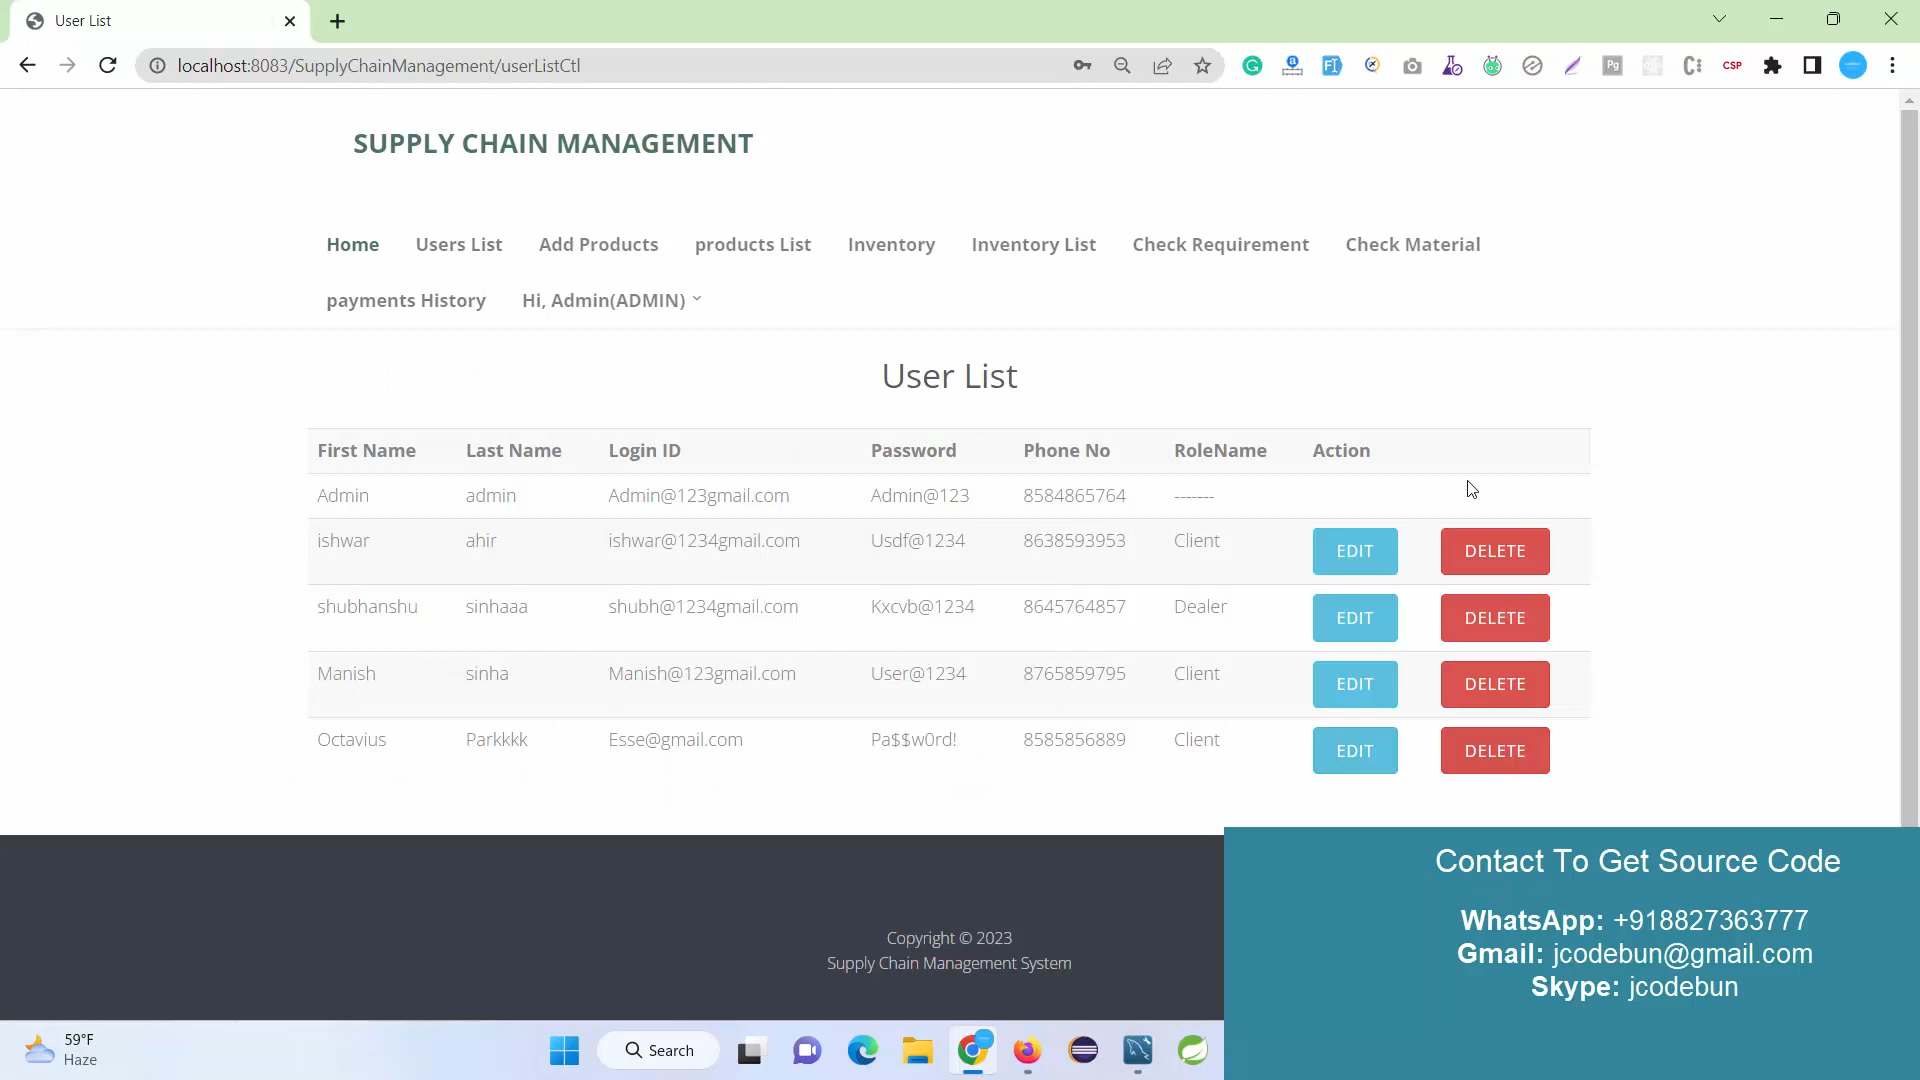 User List
localhost:8083/SupplyChainManagement/userListCtl
CSP
SUPPLY CHAIN MANAGEMENT
Home Users List Add Products products List Inventory Inventory List Check Requirement Check Material
payments History Hi, Admin(ADMIN)
User List
First Name Last Name Login ID Password Phone No RoleName Action
Admin admin Admin@123gmail.com Admin@123 8584865764 -------
ishwar ahir ishwar@1234gmail.com Usdf@1234 8638593953 Client EDIT DELETE
shubhanshu sinhaaa shubh@1234gmail.com Kxcvb@1234 8645764857 Dealer EDIT DELETE
Manish sinha Manish@123gmail.com User@1234 8765859795 Client EDIT DELETE
Octavius Parkkkk Esse@gmail.com Pa$$w0rd! 8585856889 Client EDIT DELETE
Copyright © 2023
Supply Chain Management System
Contact To Get Source Code
WhatsApp: +918827363777
Gmail: jcodebun@gmail.com
Skype: jcodebun
59°F
Haze
Search